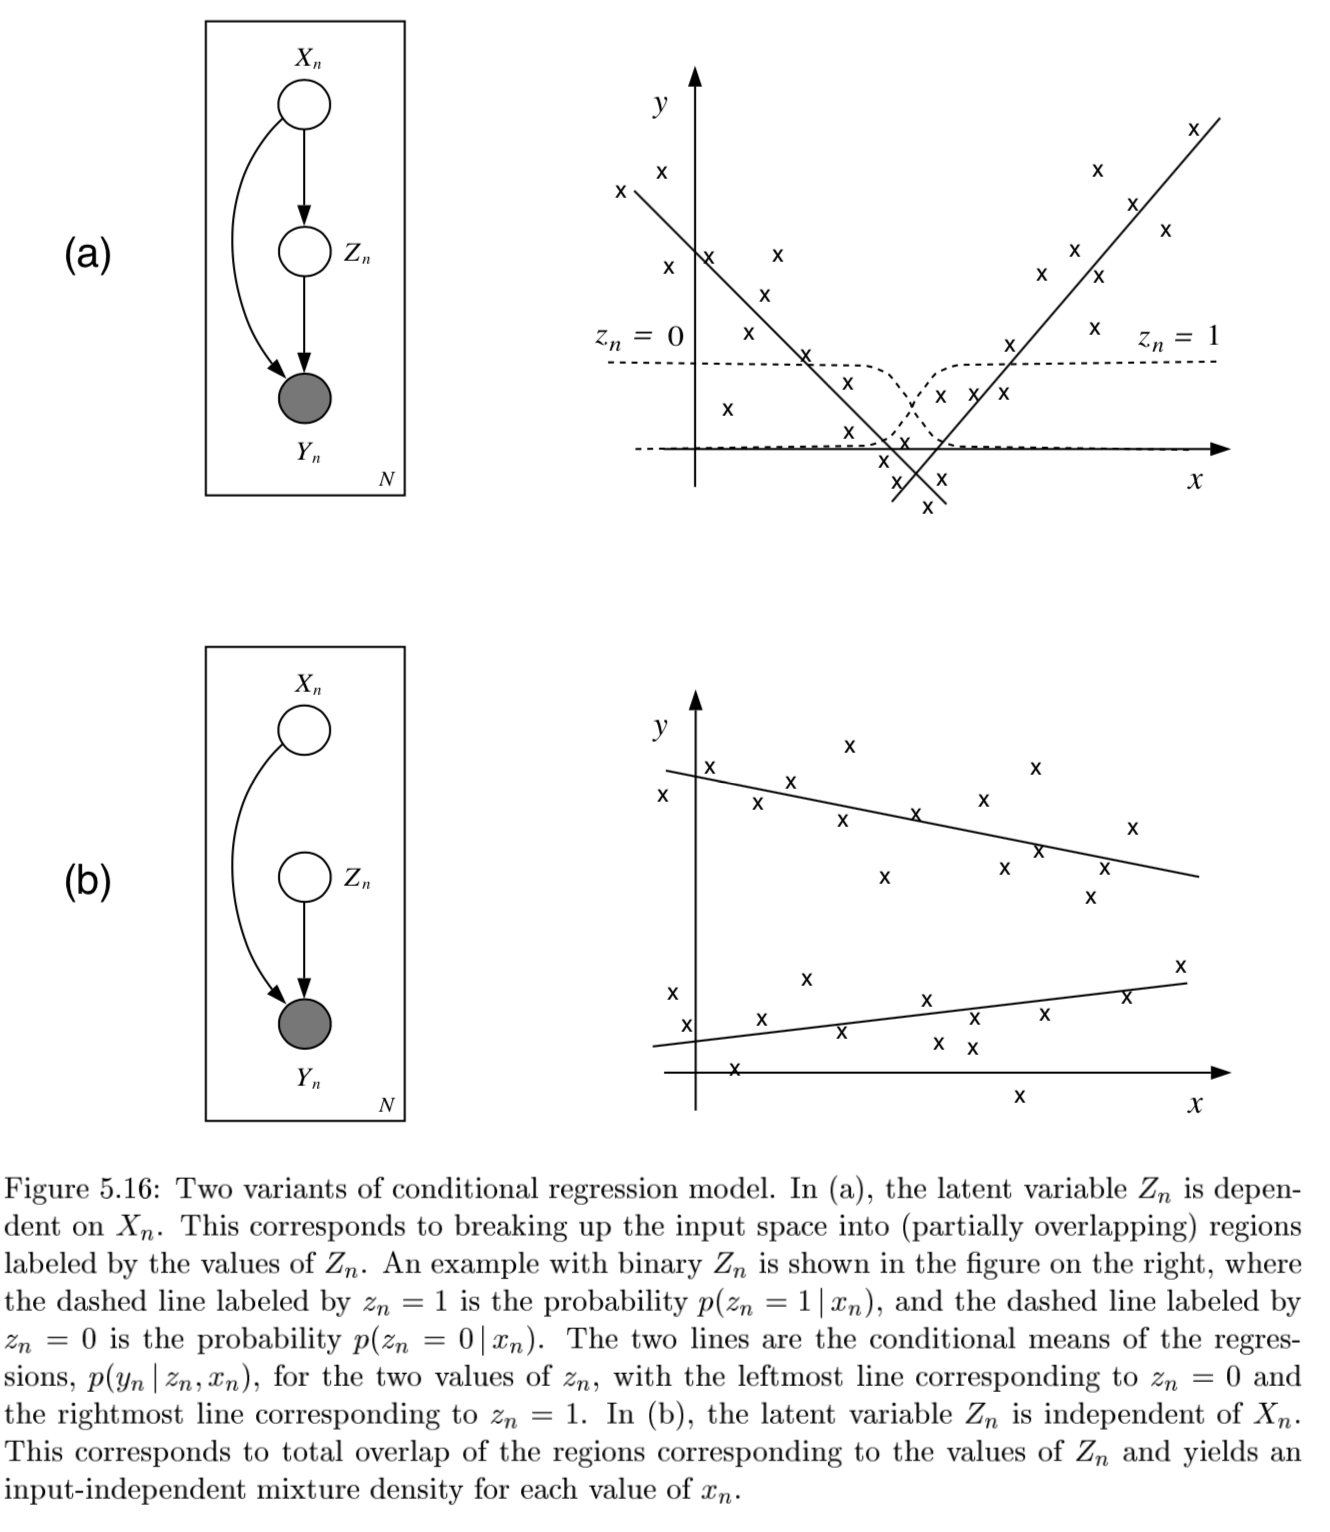 X_n
y
(a)
Z_n
z_n = 0
z_n = 1
Y_n
N
x
X_n
y
(b)
Z_n
Y_n
N
x
Figure 5.16: Two variants of conditional regression model. In (a), the latent variable Z_n is depen-
dent on X_n. This corresponds to breaking up the input space into (partially overlapping) regions
labeled by the values of Z_n. An example with binary Z_n is shown in the figure on the right, where
the dashed line labeled by z_n = 1 is the probability p(z_n = 1 | x_n), and the dashed line labeled by
z_n = 0 is the probability p(z_n = 0 | x_n). The two lines are the conditional means of the regres-
sions, p(y_n | z_n, x_n), for the two values of z_n, with the leftmost line corresponding to z_n = 0 and
the rightmost line corresponding to z_n = 1. In (b), the latent variable Z_n is independent of X_n.
This corresponds to total overlap of the regions corresponding to the values of Z_n and yields an
input-independent mixture density for each value of x_n.